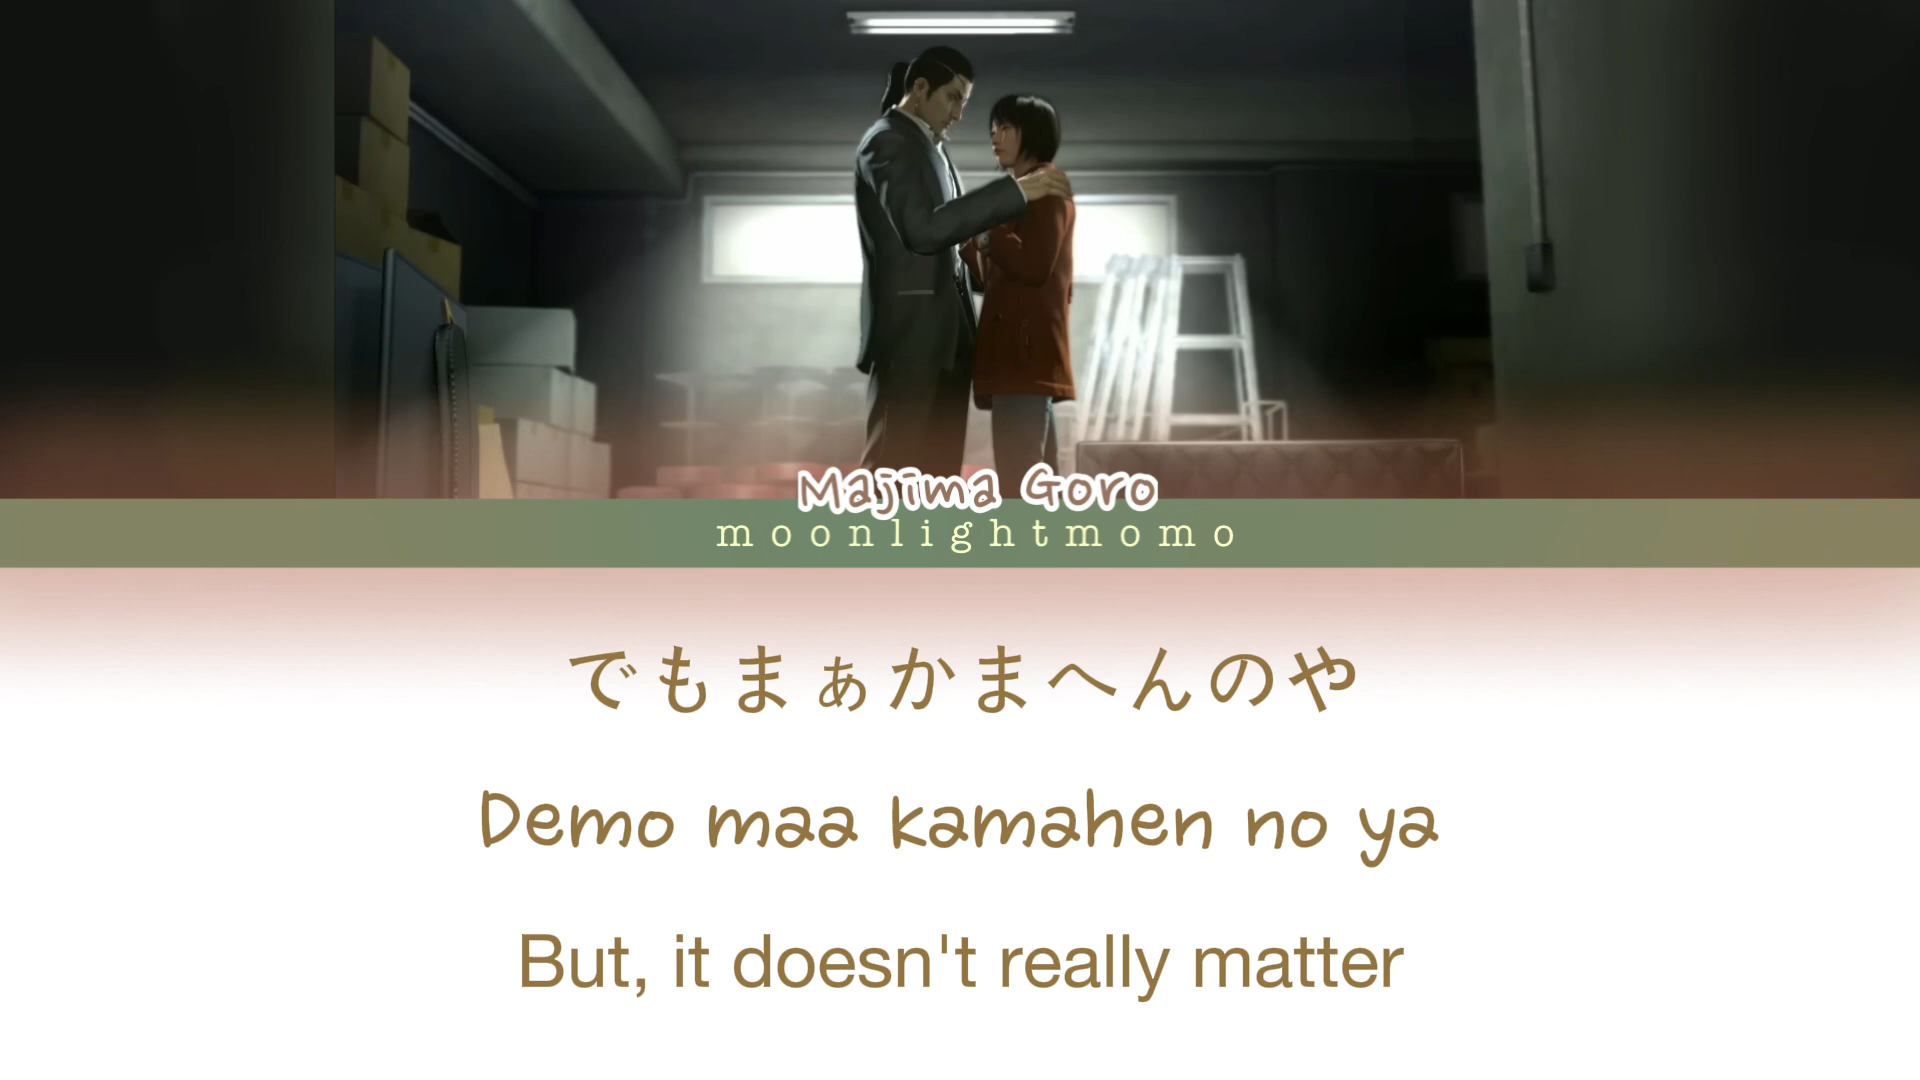 Majima Goro
moonlightmomo
でもまぁかまへんのや
Demo maa kamahen no ya
But, it doesn't really matter